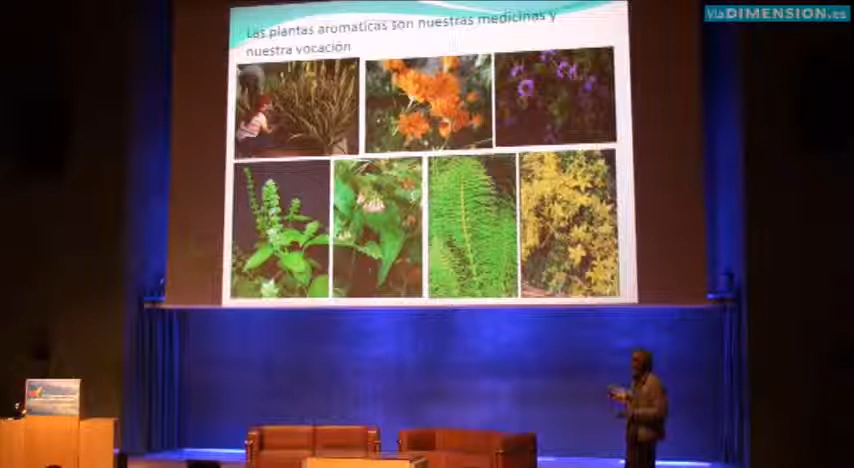 Las plantas aromaticas son nuestras medicinas y
nuestra vocación
VIaDIMENSION.es